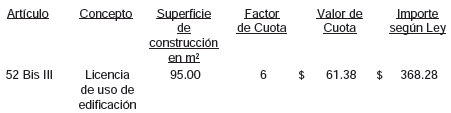 Artículo Concepto Superficie de construcción en m² Factor de Cuota Valor de Cuota Importe según Ley
52 Bis III Licencia de uso de edificación 95.00 6 $ 61.38 $ 368.28